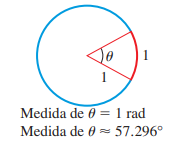 θ
1
1
Medida de θ = 1 rad
Medida de θ ≈ 57.296°